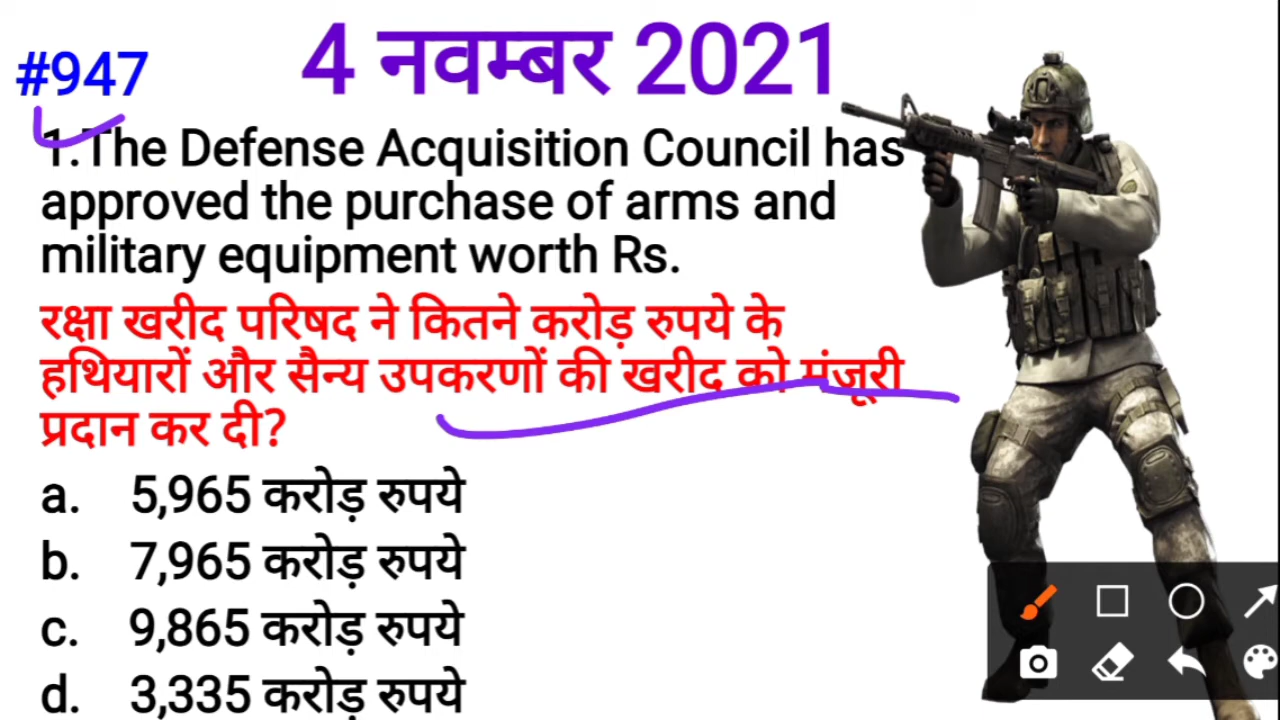 #947
4 नवम्बर 2021
1.The Defense Acquisition Council has
approved the purchase of arms and
military equipment worth Rs.
रक्षा खरीद परिषद ने कितने करोड़ रुपये के
हथियारों और सैन्य उपकरणों की खरीद को मंजूरी
प्रदान कर दी?
a. 5,965 करोड़ रुपये
b. 7,965 करोड़ रुपये
c. 9,865 करोड़ रुपये
d. 3,335 करोड़ रुपये